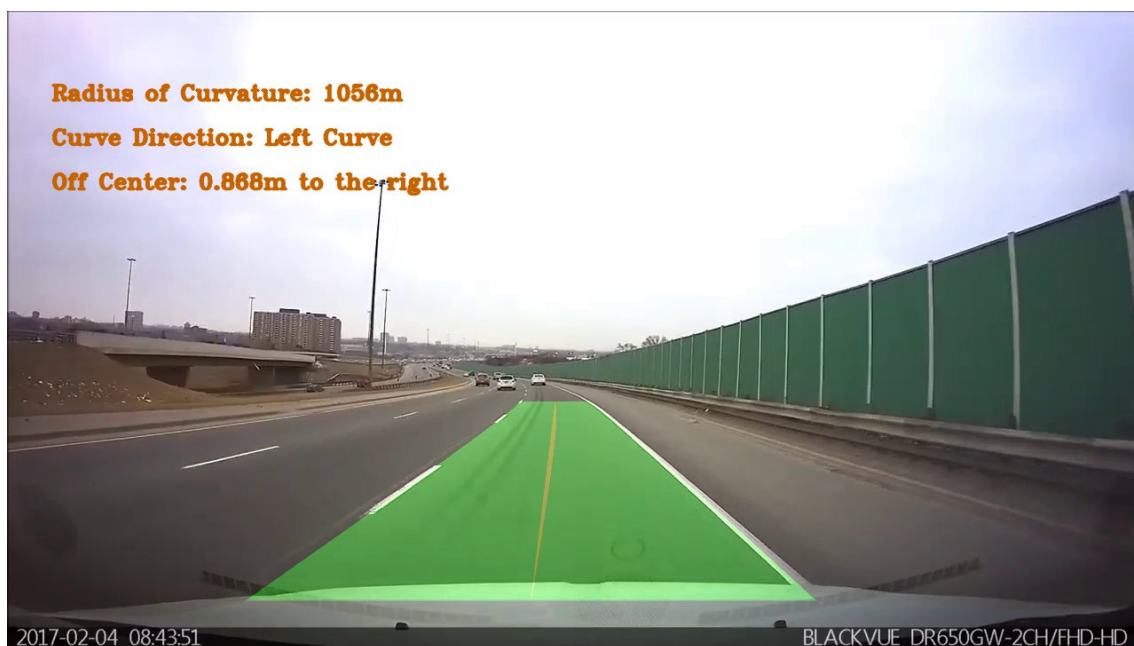 Radius of Curvature: 1056m
Curve Direction: Left Curve
Off Center: 0.868m to the right
2017-02-04 08:43:51
BLACKVUE DR650GW-2CH/FHD-HD